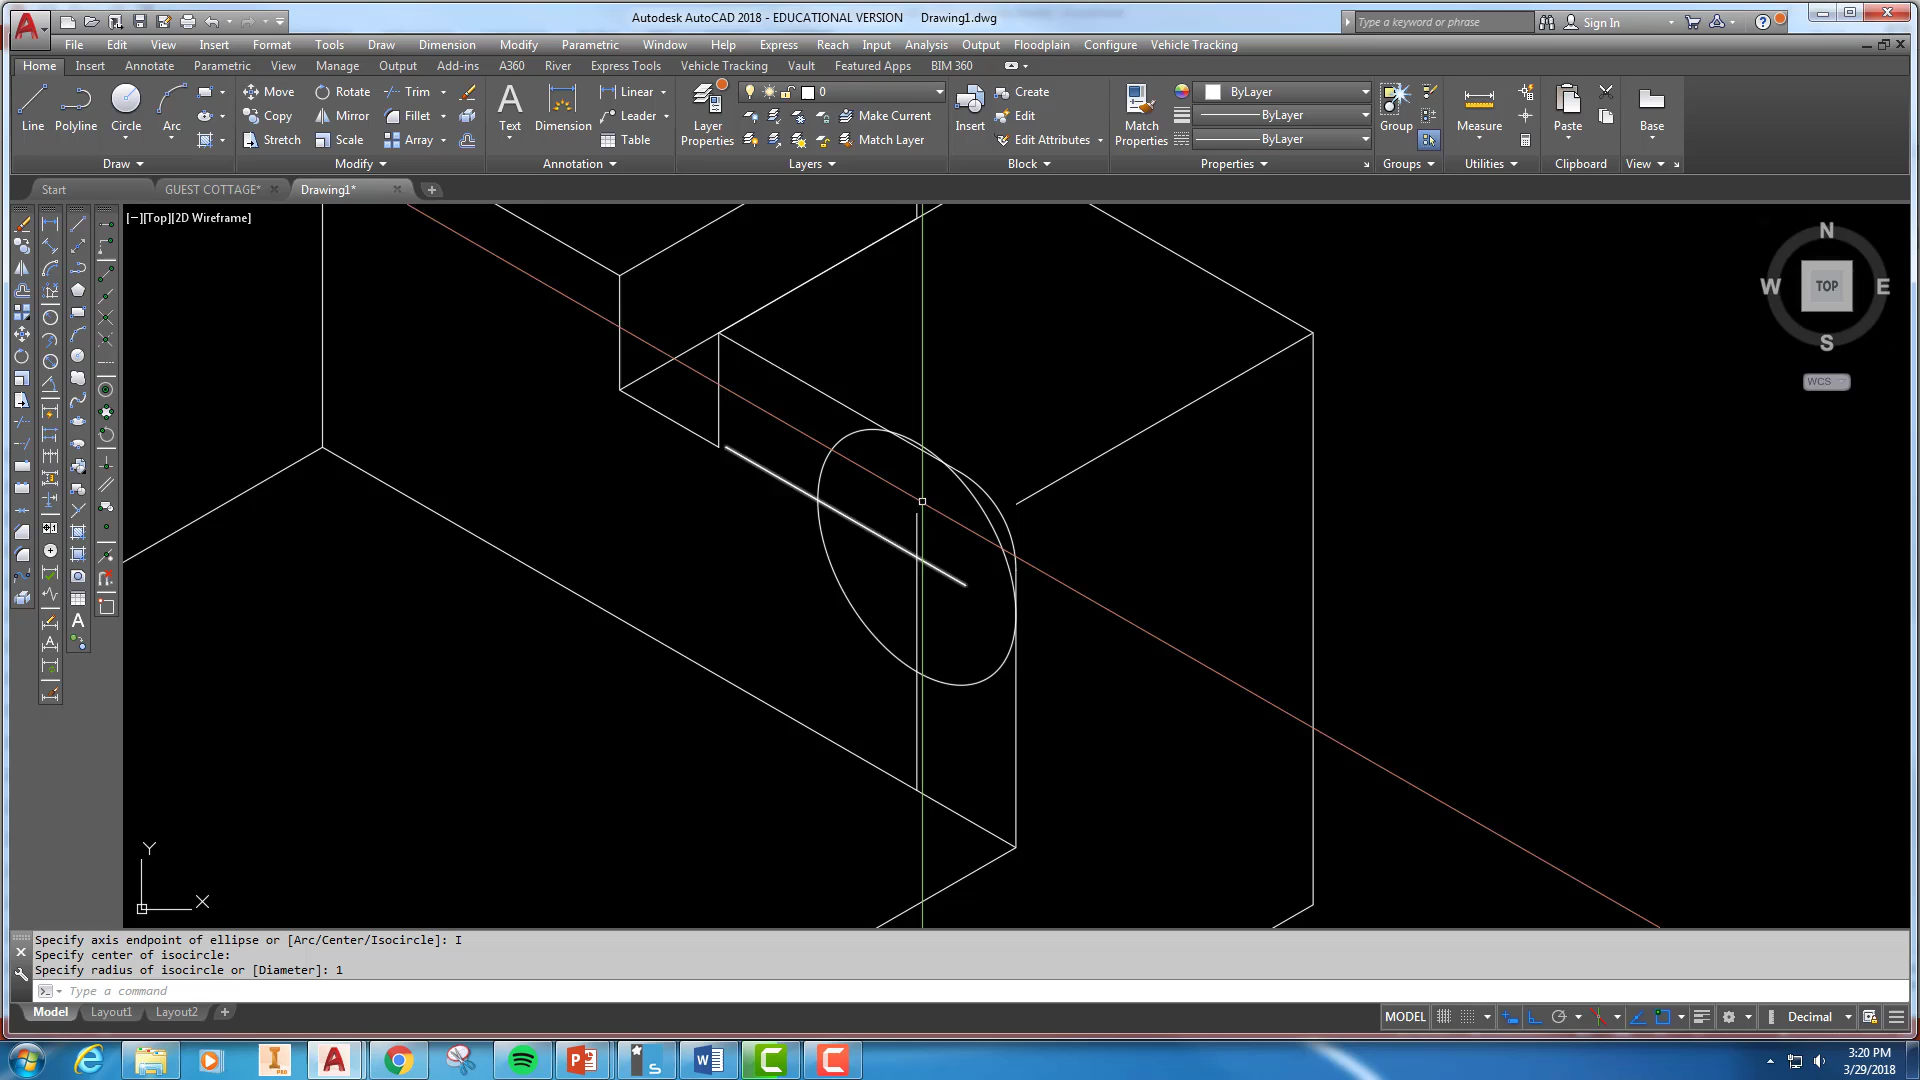 Autodesk AutoCAD 2018 - EDUCATIONAL VERSION Drawing1.dwg
Type a keyword or phrase
Sign In
File Edit View Insert Format Tools Draw Dimension Modify Parametric Window Help Express Reach Input Analysis Output Floodplain Configure Vehicle Tracking
Home Insert Annotate Parametric View Manage Output Add-ins A360 River Express Tools Vehicle Tracking Vault Featured Apps BIM 360
Move Rotate Trim Linear 0 Create ByLayer
Line Polyline Circle Arc Copy Mirror Fillet Text Dimension Leader Layer Properties Make Current Insert Edit Match Properties ByLayer Group Measure Paste Base
Stretch Scale Array Table Match Layer Edit Attributes ByLayer
Draw Modify Annotation Layers Block Properties Groups Utilities Clipboard View
Start GUEST COTTAGE* Drawing1*
[−][Top][2D Wireframe]
N
W TOP E
S
WCS
Y
X
Specify axis endpoint of ellipse or [Arc/Center/Isocircle]: I
Specify center of isocircle:
Specify radius of isocircle or [Diameter]: 1
Type a command
Model Layout1 Layout2
MODEL Decimal
3:20 PM
3/29/2018